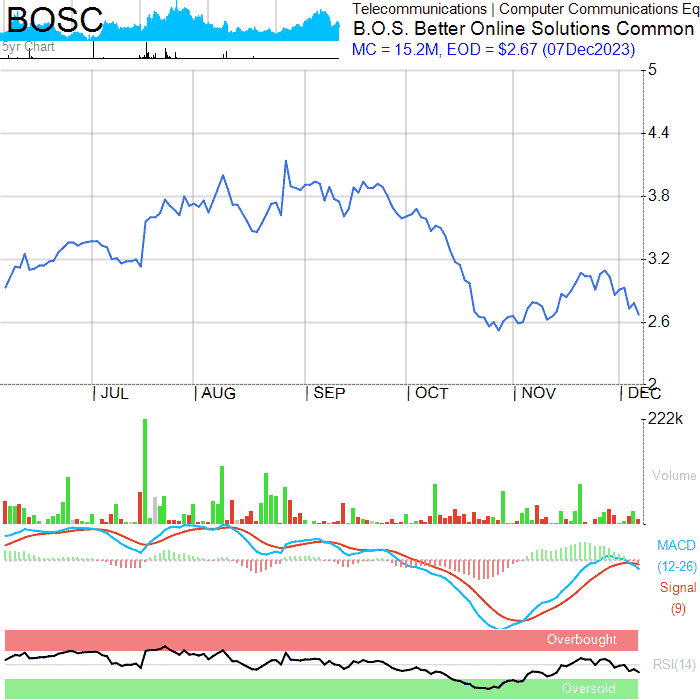 BOSC
5yr Chart
Telecommunications | Computer Communications Eq
B.O.S. Better Online Solutions Common
MC = 15.2M, EOD = $2.67 (07Dec2023)
5
4.4
3.8
3.2
2.6
2
JUL
AUG
SEP
OCT
NOV
DEC
222k
Volume
MACD
(12-26)
Signal
(9)
Overbought
RSI(14)
Oversold